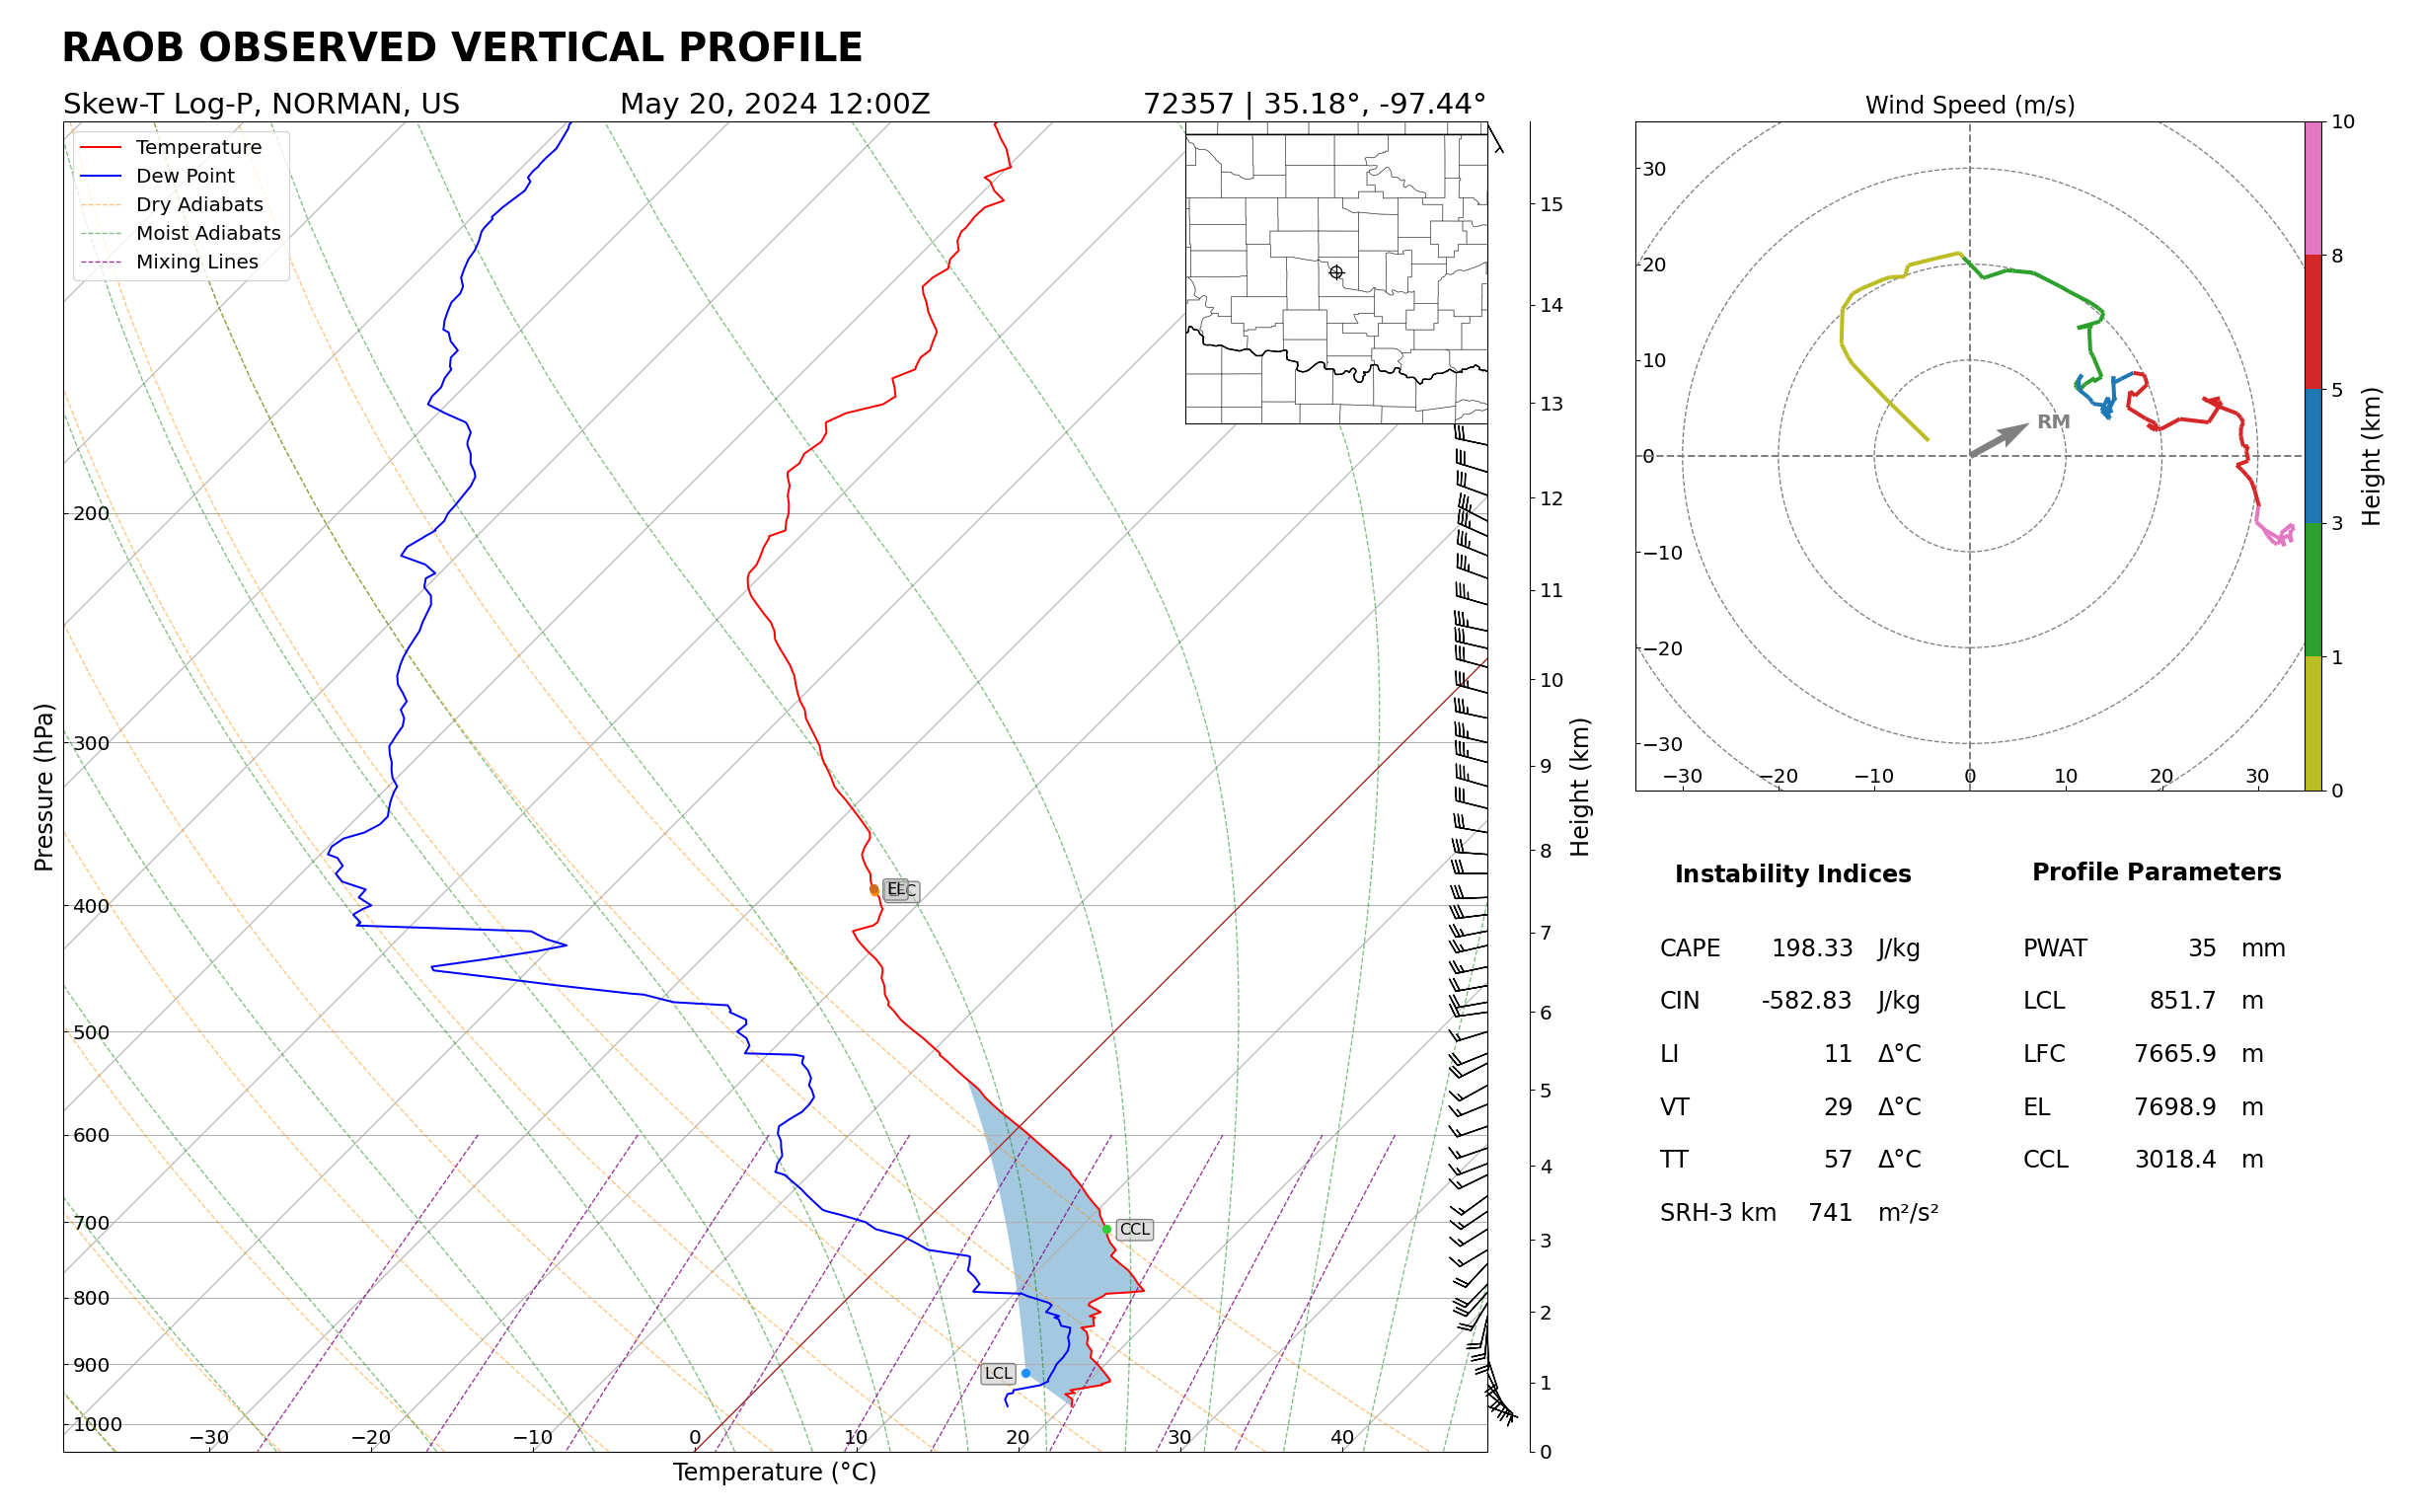 RAOB OBSERVED VERTICAL PROFILE
Skew-T Log-P, NORMAN, US May 20, 2024 12:00Z 72357 | 35.18°, -97.44°
Temperature
Dew Point
Dry Adiabats
Moist Adiabats
Mixing Lines
200
300
400
500
600
700
800
900
1000
Pressure (hPa)
−30 −20 −10 0 10 20 30 40
Temperature (°C)
EL
CCL
LCL
15
14
13
12
11
10
9
8
7
6
5
4
3
2
1
0
Height (km)
Wind Speed (m/s)
30
20
10
0
−10
−20
−30
−30 −20 −10 0 10 20 30
RM
10
8
5
3
1
0
Height (km)
Instability Indices Profile Parameters
CAPE 198.33 J/kg PWAT 35 mm
CIN -582.83 J/kg LCL 851.7 m
LI 11 Δ°C LFC 7665.9 m
VT 29 Δ°C EL 7698.9 m
TT 57 Δ°C CCL 3018.4 m
SRH-3 km 741 m²/s²